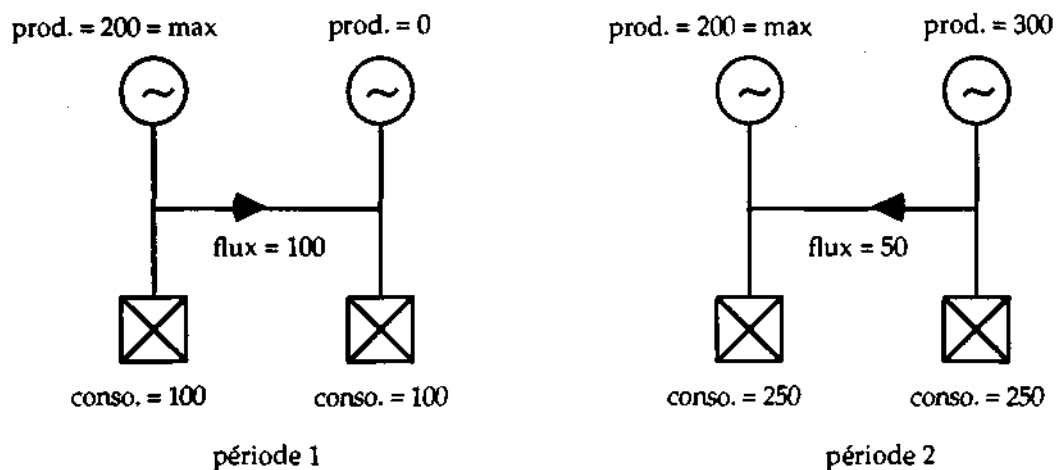 prod. = 200 = max
prod. = 0
prod. = 200 = max
prod. = 300
~
~
~
~
flux = 100
flux = 50
conso. = 100
conso. = 100
conso. = 250
conso. = 250
période 1
période 2